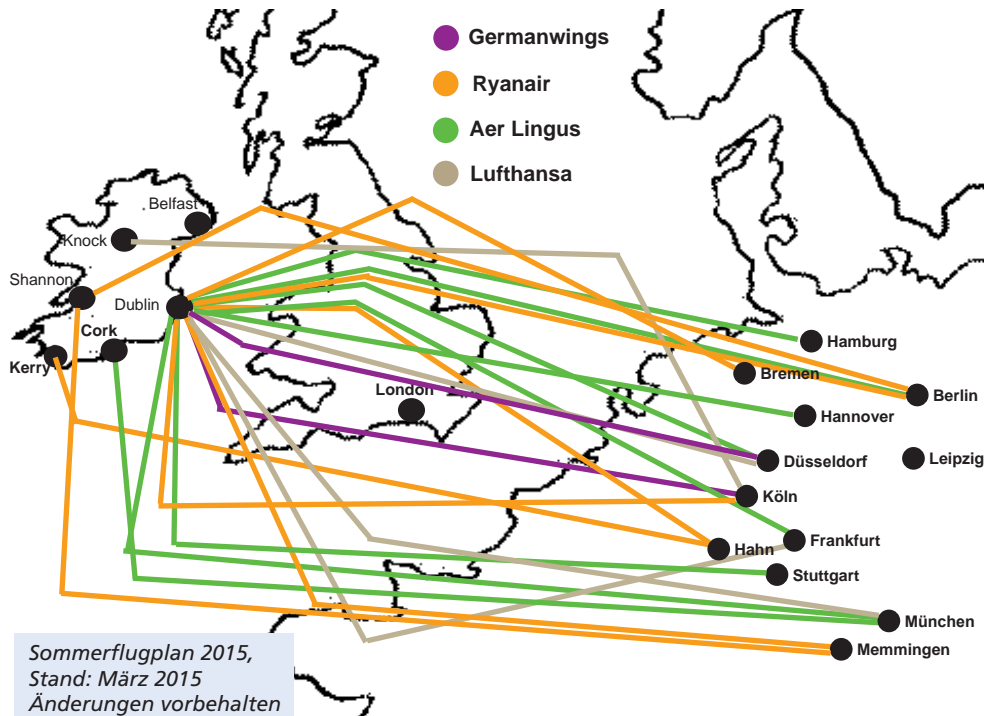 Germanwings
Ryanair
Aer Lingus
Lufthansa
Belfast
Knock
Shannon
Dublin
Cork
Kerry
London
Hamburg
Bremen
Berlin
Hannover
Düsseldorf
Leipzig
Köln
Frankfurt
Hahn
Stuttgart
München
Memmingen
Sommerflugplan 2015,
Stand: März 2015
Änderungen vorbehalten